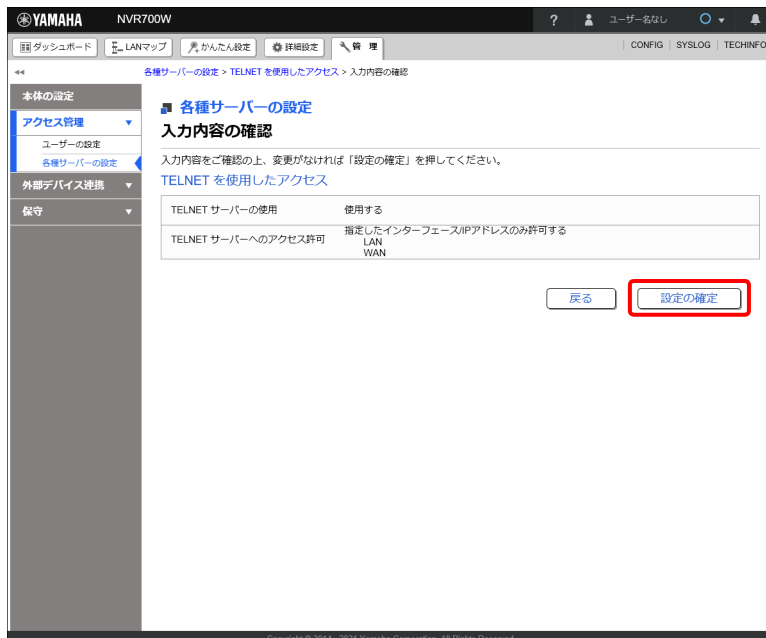 YAMAHA NVR700W ? ユーザー名なし
ダッシュボード LANマップ かんたん設定 詳細設定 管 理 CONFIG SYSLOG TECHINFO
各種サーバーの設定 > TELNET を使用したアクセス > 入力内容の確認
本体の設定
アクセス管理
ユーザーの設定
各種サーバーの設定
外部デバイス連携
保守
各種サーバーの設定
入力内容の確認
入力内容をご確認の上、変更がなければ「設定の確定」を押してください。
TELNET を使用したアクセス
TELNET サーバーの使用 使用する
TELNET サーバーへのアクセス許可 指定したインターフェース/IPアドレスのみ許可する
LAN
WAN
戻る 設定の確定
Copyright © 2014 - 2021 Yamaha Corporation. All Rights Reserved.